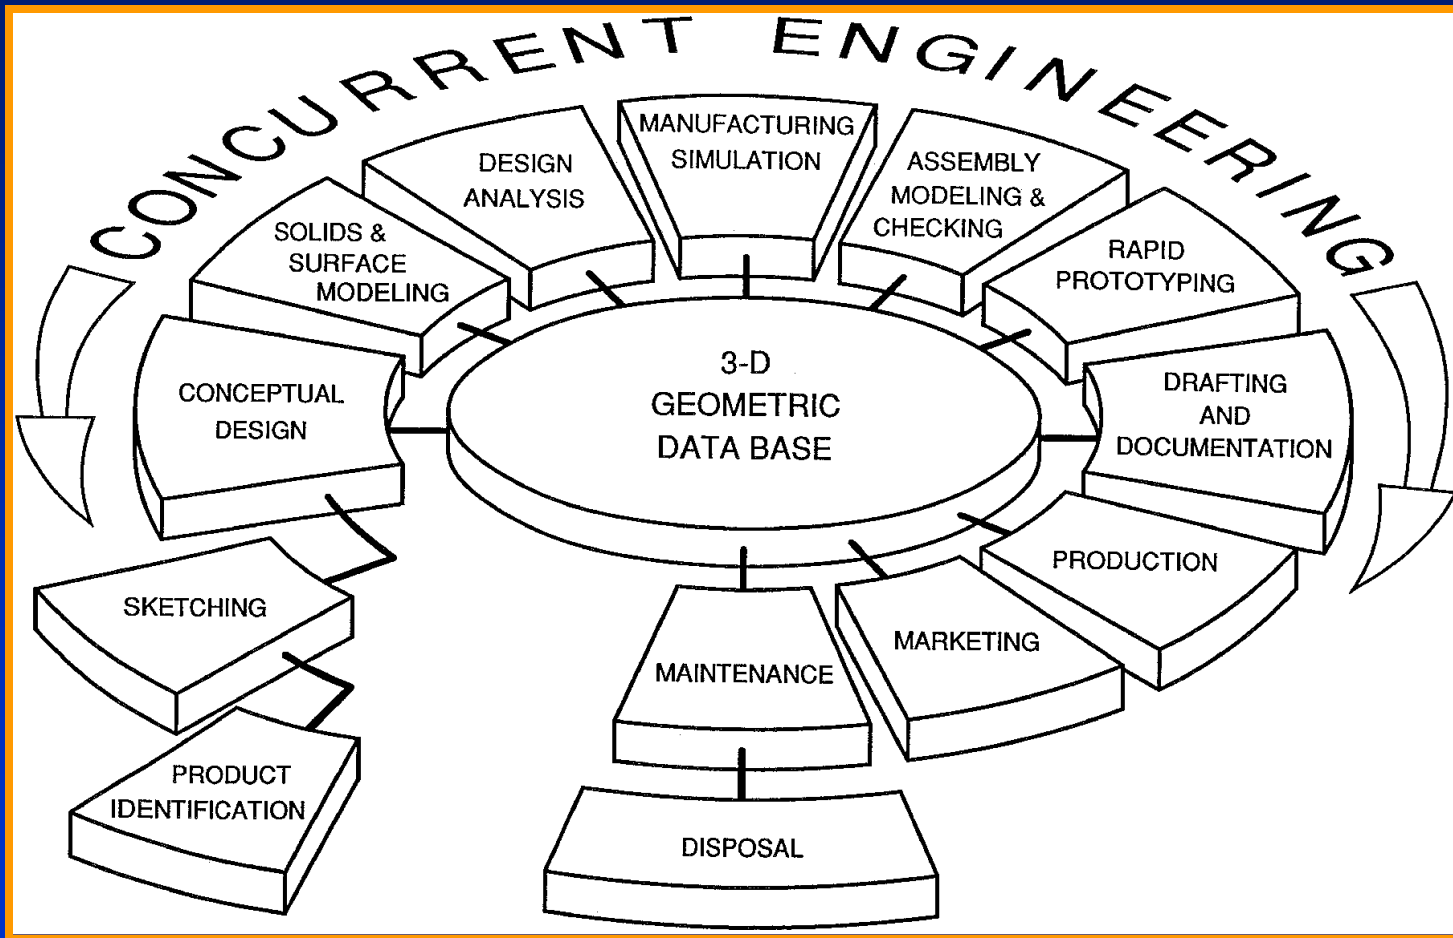 CONCURRENT ENGINEERING
MANUFACTURING
SIMULATION
DESIGN
ANALYSIS
ASSEMBLY
MODELING &
CHECKING
SOLIDS &
SURFACE
MODELING
RAPID
PROTOTYPING
CONCEPTUAL
DESIGN
3-D
GEOMETRIC
DATA BASE
DRAFTING
AND
DOCUMENTATION
SKETCHING
PRODUCTION
MARKETING
MAINTENANCE
PRODUCT
IDENTIFICATION
DISPOSAL